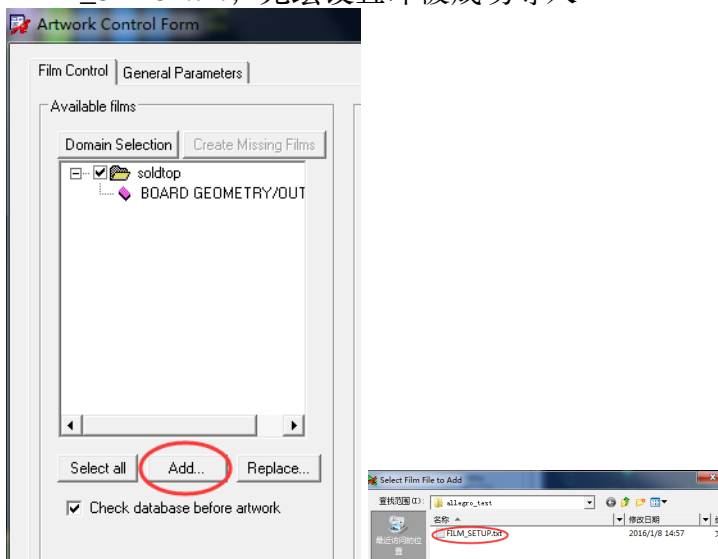 Artwork Control Form
Film Control General Parameters
Available films
Domain Selection Create Missing Films
soldtop
BOARD GEOMETRY/OUT
Select all Add... Replace...
Check database before artwork
Select Film File to Add
查找范围(I): allegro_test
名称 修改日期
FILM_SETUP.txt 2016/1/8 14:57
最近访问的位
置